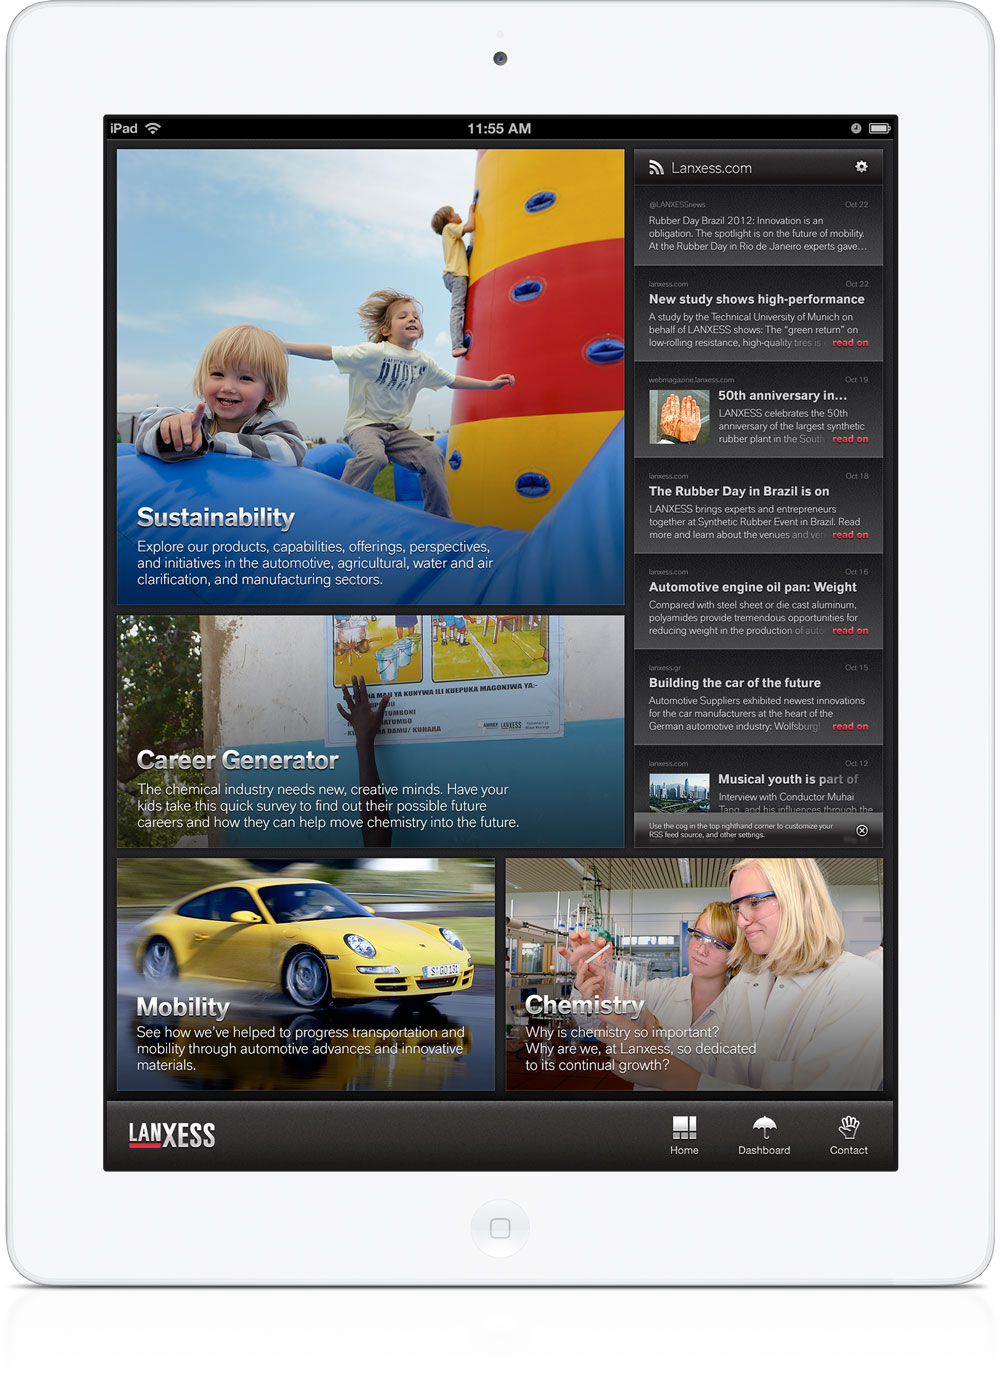 iPad
11:55 AM
Sustainability
Explore our products, capabilities, offerings, perspectives,
and initiatives in the automotive, agricultural, water and air
clarification, and manufacturing sectors.
MAJI YA KUNYWA ILI KUEPUKA MAGONJWA YA:-
DAMU/ KUHARA
LANXESS
Career Generator
The chemical industry needs new, creative minds. Have your
kids take this quick survey to find out their possible future
careers and how they can help move chemistry into the future.
Lanxess.com
@LANXESSnews Oct 22
Rubber Day Brazil 2012: Innovation is an
obligation. The spotlight is on the future of mobility.
At the Rubber Day in Rio de Janeiro experts gave...
lanxess.com Oct 22
New study shows high-performance
A study by the Technical University of Munich on
behalf of LANXESS shows: The “green return” on
low-rolling resistance, high-quality tires is read on
webmagazine.lanxess.com Oct 19
50th anniversary in...
LANXESS celebrates the 50th
anniversary of the largest synthetic
rubber plant in the South read on
lanxess.com Oct 18
The Rubber Day in Brazil is on
LANXESS brings experts and entrepreneurs
together at Synthetic Rubber Event in Brazil. Read
more and learn about the venues and ver read on
lanxess.com Oct 16
Automotive engine oil pan: Weight
Compared with steel sheet or die cast aluminum,
polyamides provide tremendous opportunities for
reducing weight in the production of auto read on
lanxess.gr Oct 15
Building the car of the future
Automotive Suppliers exhibited newest innovations
for the car manufacturers at the heart of the
German automotive industry: Wolfsburg! read on
lanxess.com Oct 12
Musical youth is part of
Interview with Conductor Muhai
Tang, and his influences through the
Use the cog in the top righthand corner to customize your
RSS feed source, and other settings.
S GO 131
Mobility
See how we've helped to progress transportation and
mobility through automotive advances and innovative
materials.
Chemistry
Why is chemistry so important?
Why are we, at Lanxess, so dedicated
to its continual growth?
LANXESS
Home
Dashboard
Contact